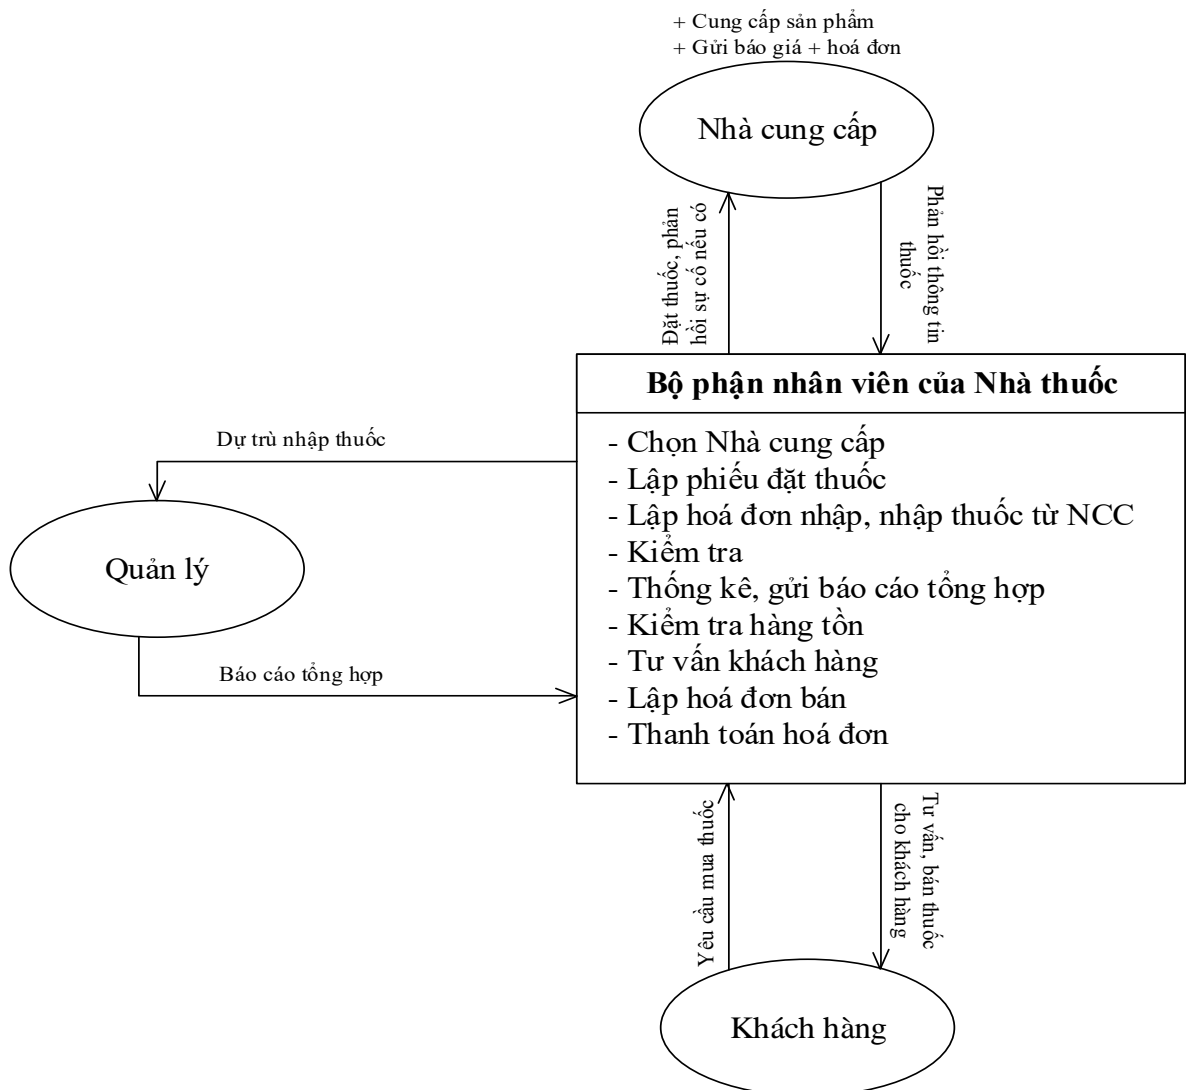 + Cung cấp sản phẩm
+ Gửi báo giá + hoá đơn
Nhà cung cấp
Đặt thuốc, phản
hồi sự cố nếu có
Phản hồi thông tin
thuốc
Bộ phận nhân viên của Nhà thuốc
- Chọn Nhà cung cấp
- Lập phiếu đặt thuốc
- Lập hoá đơn nhập, nhập thuốc từ NCC
- Kiểm tra
- Thống kê, gửi báo cáo tổng hợp
- Kiểm tra hàng tồn
- Tư vấn khách hàng
- Lập hoá đơn bán
- Thanh toán hoá đơn
Dự trù nhập thuốc
Quản lý
Báo cáo tổng hợp
Yêu cầu mua thuốc
Tư vấn, bán thuốc
cho khách hàng
Khách hàng